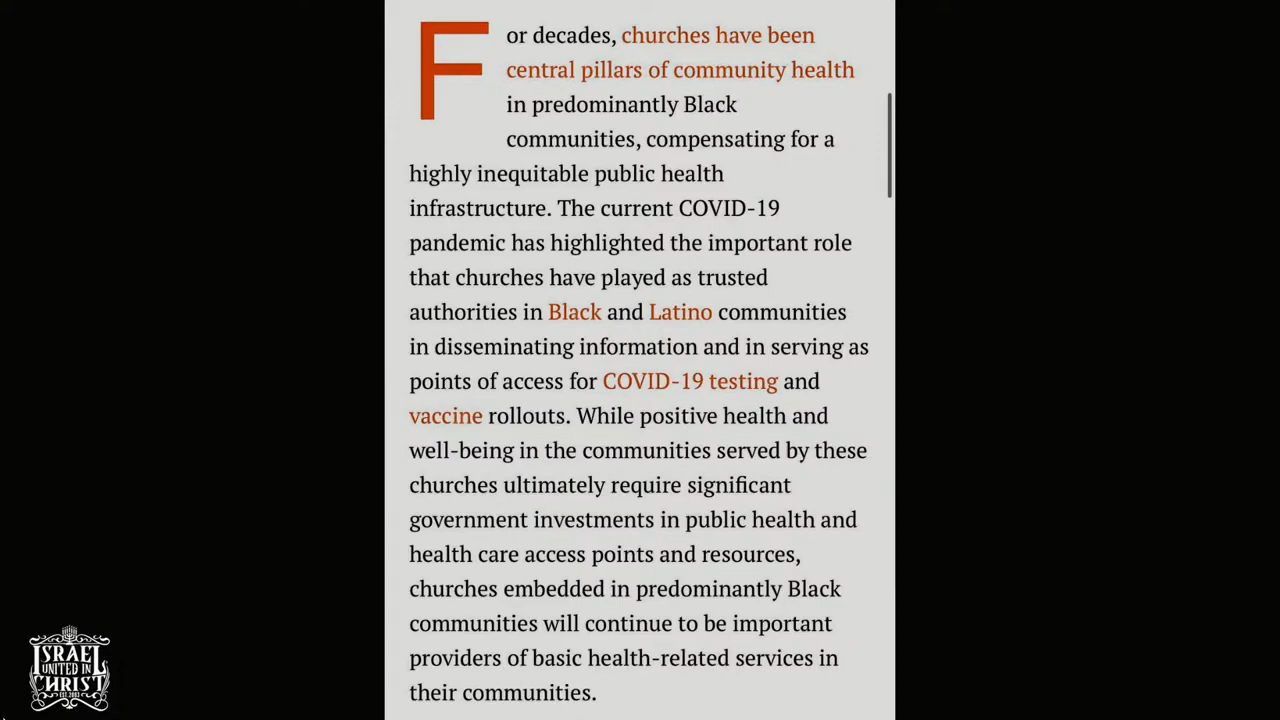 For decades, churches have been
central pillars of community health
in predominantly Black
communities, compensating for a
highly inequitable public health
infrastructure. The current COVID-19
pandemic has highlighted the important role
that churches have played as trusted
authorities in Black and Latino communities
in disseminating information and in serving as
points of access for COVID-19 testing and
vaccine rollouts. While positive health and
well-being in the communities served by these
churches ultimately require significant
government investments in public health and
health care access points and resources,
churches embedded in predominantly Black
communities will continue to be important
providers of basic health-related services in
their communities.
ISRAEL
UNITED IN
CHRIST
EST. 2003